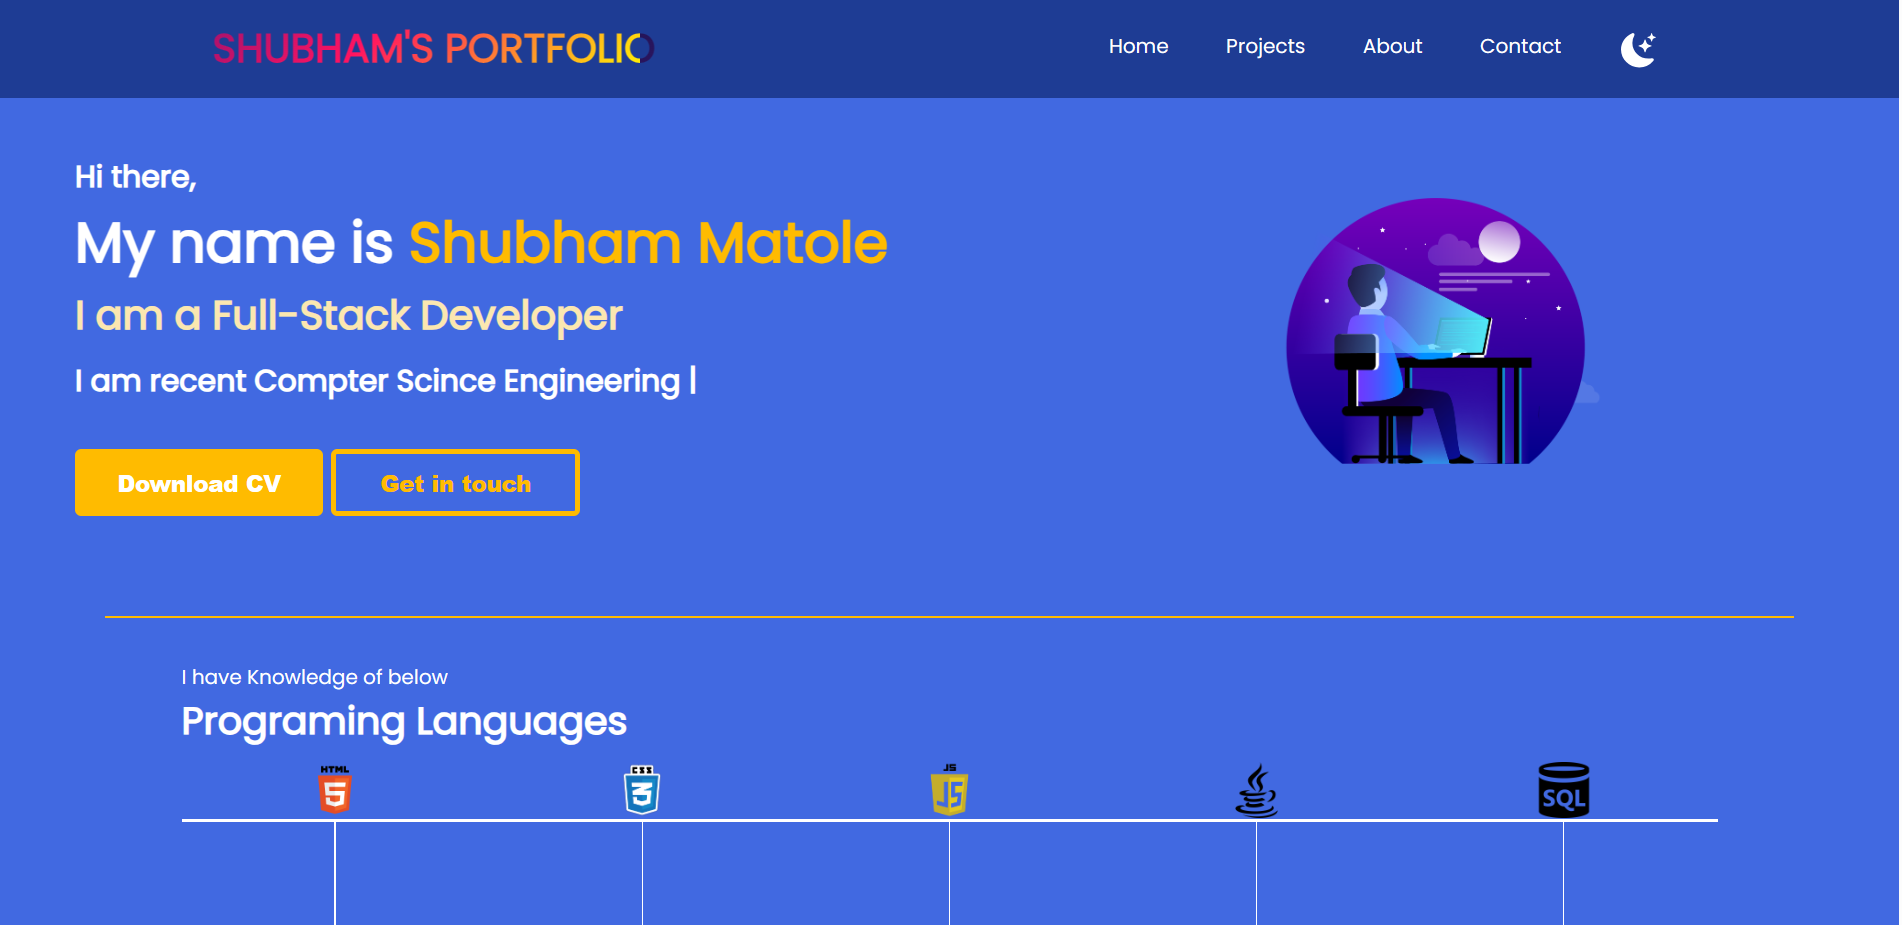 SHUBHAM'S PORTFOLIO
Home Projects About Contact
Hi there,
My name is Shubham Matole
I am a Full-Stack Developer
I am recent Compter Scince Engineering |
Download CV Get in touch
I have Knowledge of below
Programing Languages
HTML 5 CSS 3 JS JS SQL